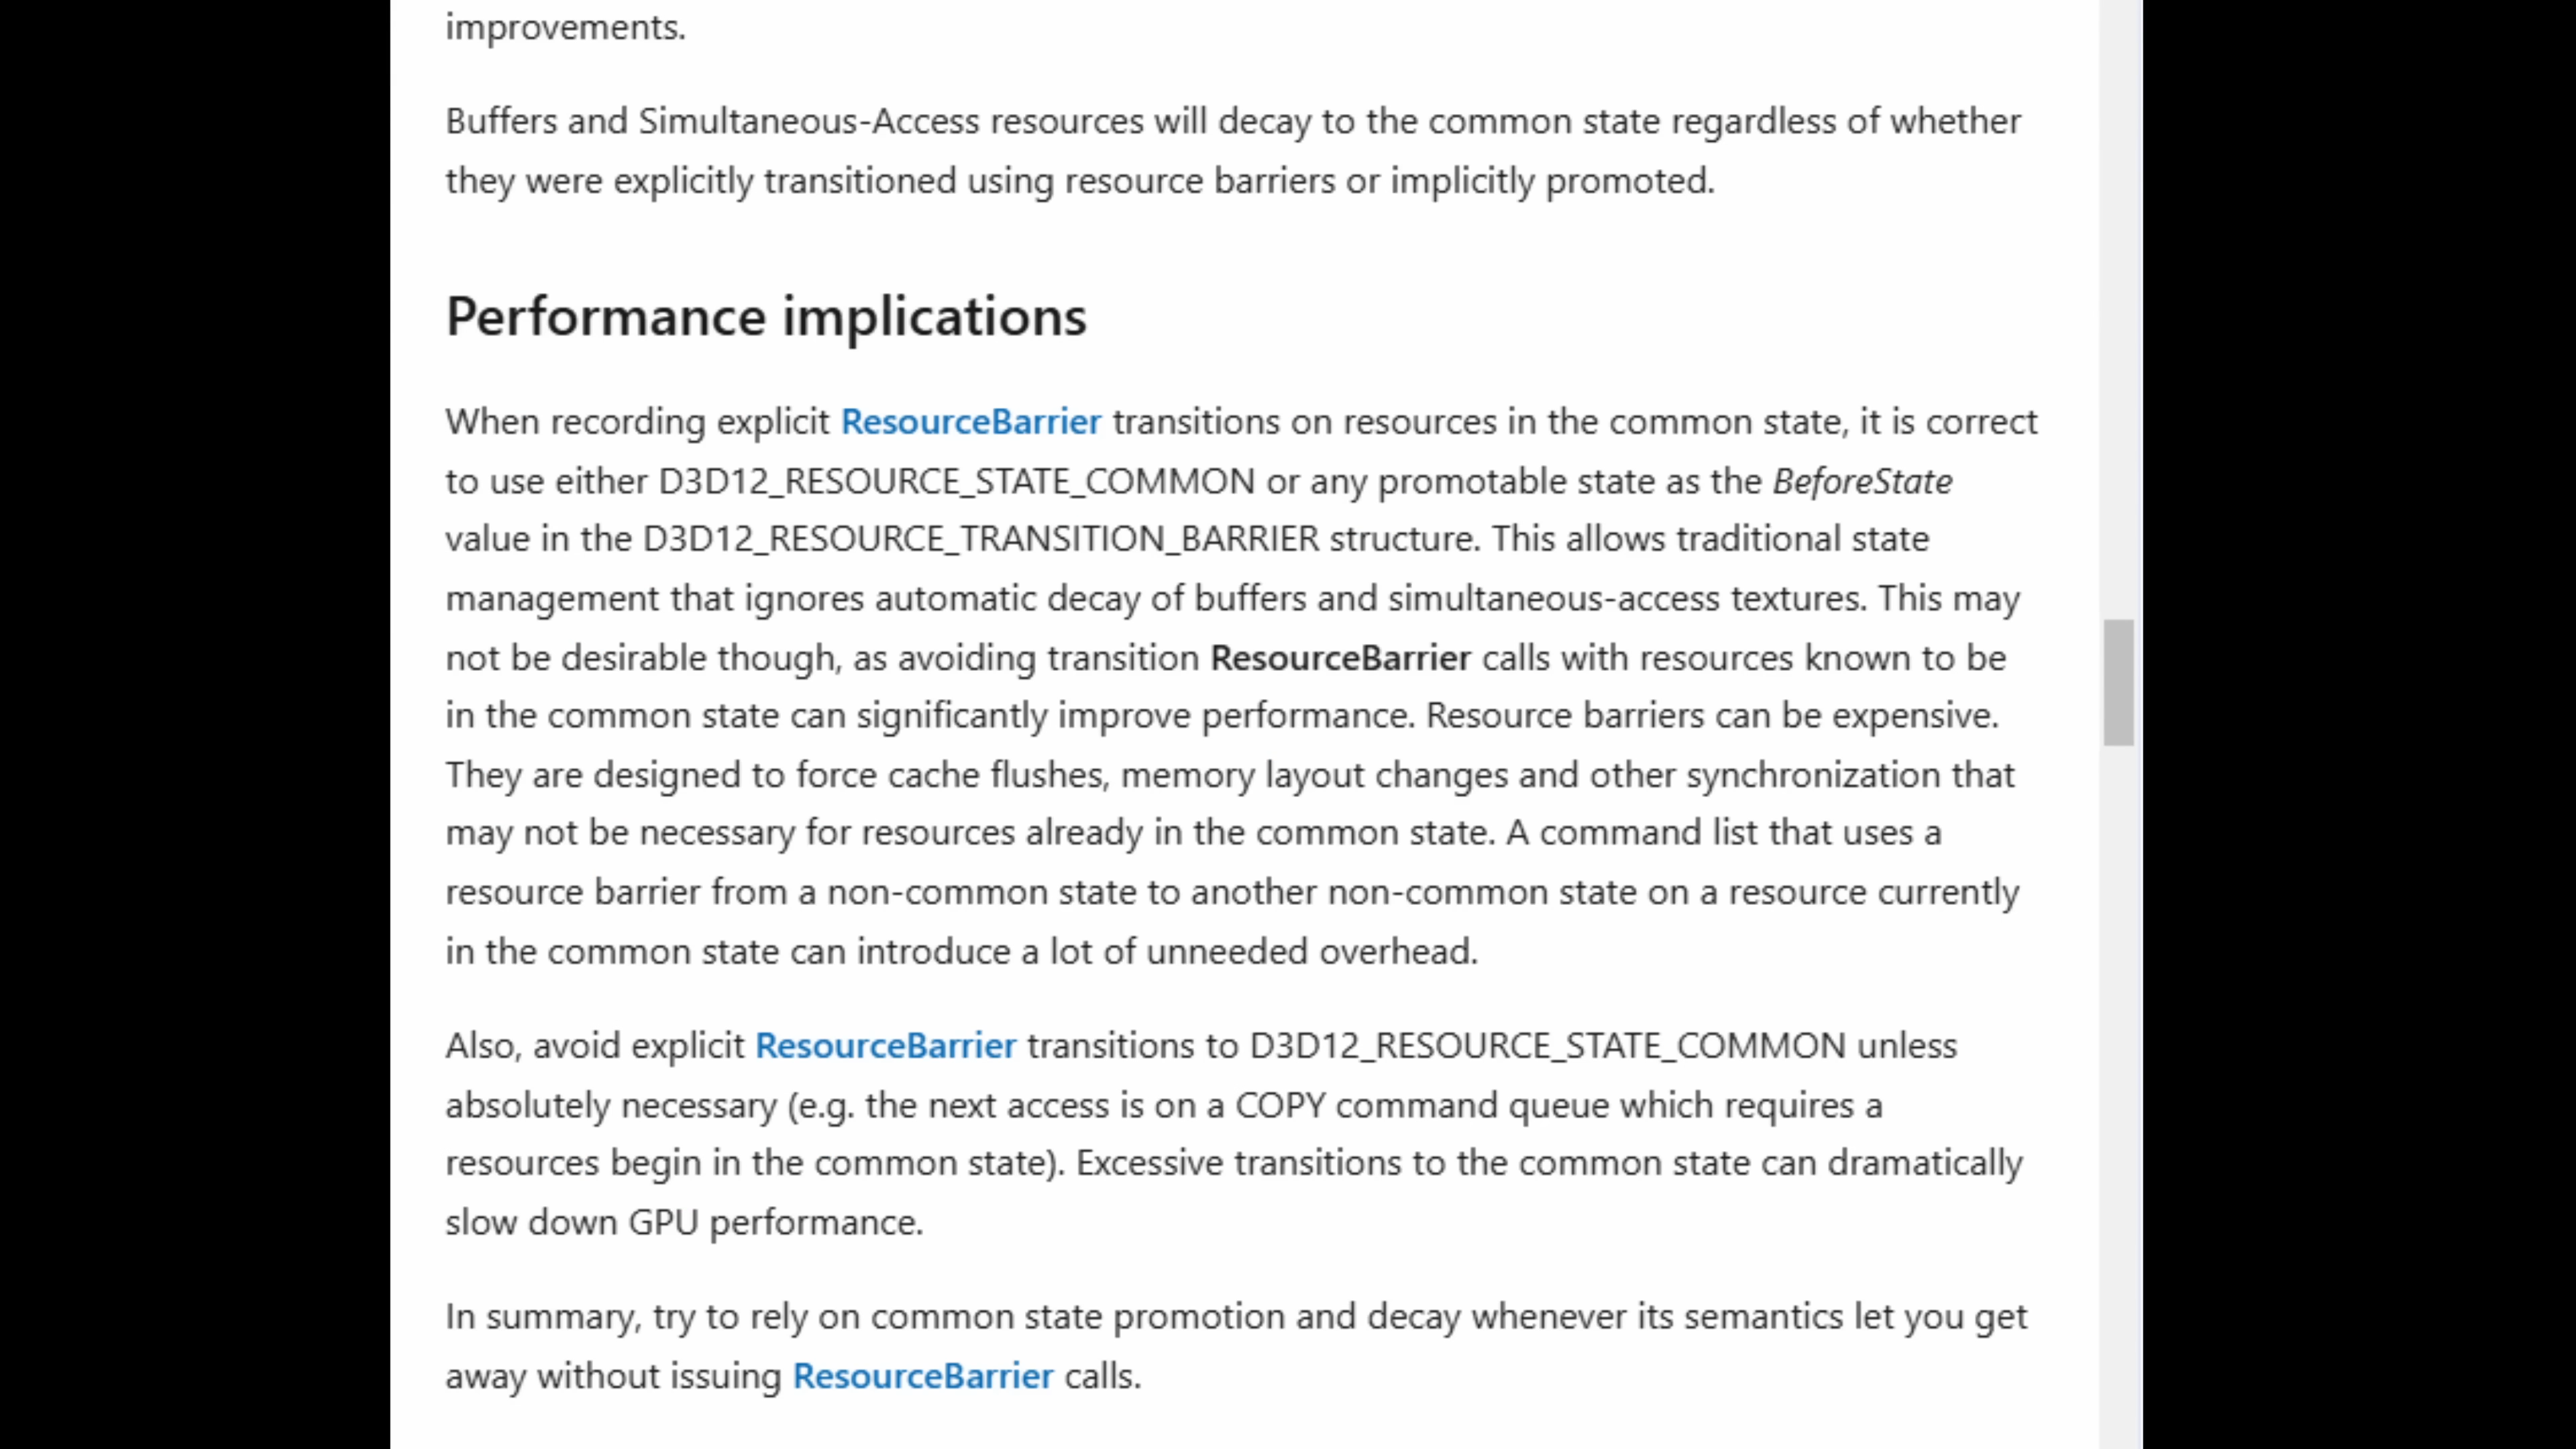 improvements.
Buffers and Simultaneous-Access resources will decay to the common state regardless of whether
they were explicitly transitioned using resource barriers or implicitly promoted.
Performance implications
When recording explicit ResourceBarrier transitions on resources in the common state, it is correct
to use either D3D12_RESOURCE_STATE_COMMON or any promotable state as the BeforeState
value in the D3D12_RESOURCE_TRANSITION_BARRIER structure. This allows traditional state
management that ignores automatic decay of buffers and simultaneous-access textures. This may
not be desirable though, as avoiding transition ResourceBarrier calls with resources known to be
in the common state can significantly improve performance. Resource barriers can be expensive.
They are designed to force cache flushes, memory layout changes and other synchronization that
may not be necessary for resources already in the common state. A command list that uses a
resource barrier from a non-common state to another non-common state on a resource currently
in the common state can introduce a lot of unneeded overhead.
Also, avoid explicit ResourceBarrier transitions to D3D12_RESOURCE_STATE_COMMON unless
absolutely necessary (e.g. the next access is on a COPY command queue which requires a
resources begin in the common state). Excessive transitions to the common state can dramatically
slow down GPU performance.
In summary, try to rely on common state promotion and decay whenever its semantics let you get
away without issuing ResourceBarrier calls.